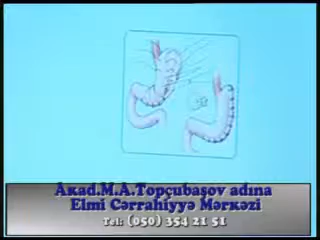 Akad.M.A.Topçubaşov adına
Elmi Cərrahiyyə Mərkəzi
Tel: (050) 354 21 51